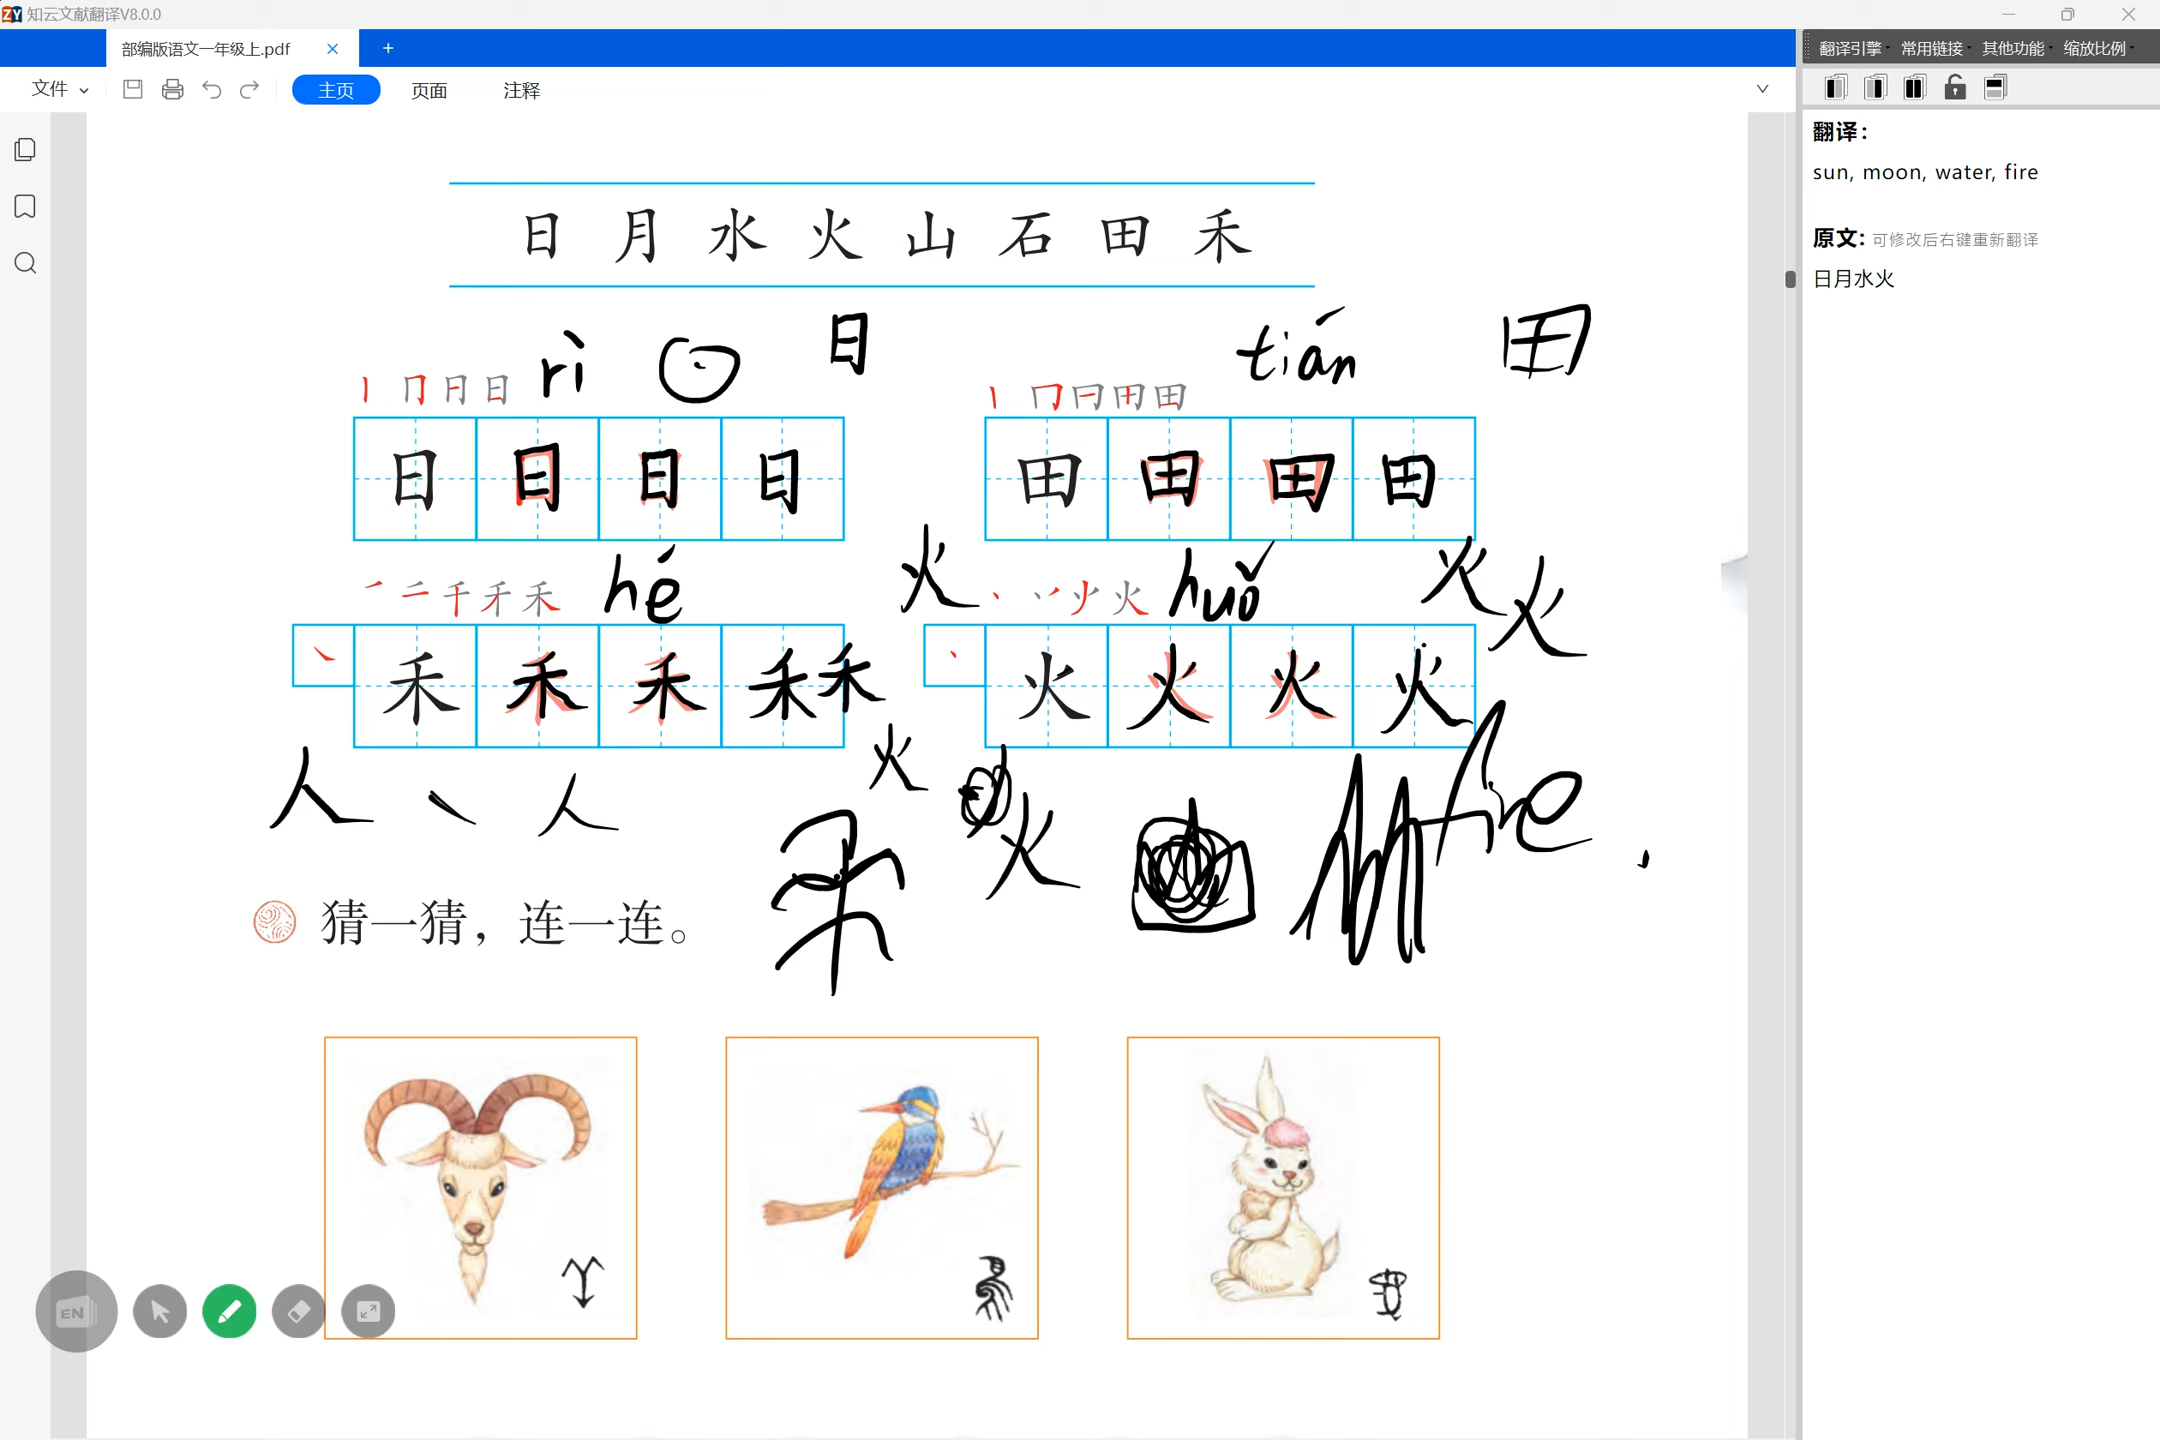 知云文献翻译V8.0.0
部编版语文一年级上.pdf
翻译引擎 常用链接 其他功能 缩放比例
文件 主页 页面 注释
翻译：
sun, moon, water, fire
原文: 可修改后右键重新翻译
日月水火
日 月 水 火 山 石 田 禾
rì 日 tián 田
日 日 日 日 田 田 田 田
hé 火 huǒ 火 火
禾 禾 禾 禾 禾 火 火 火 火
人 人 火 火 fire
猜一猜，连一连。
EN